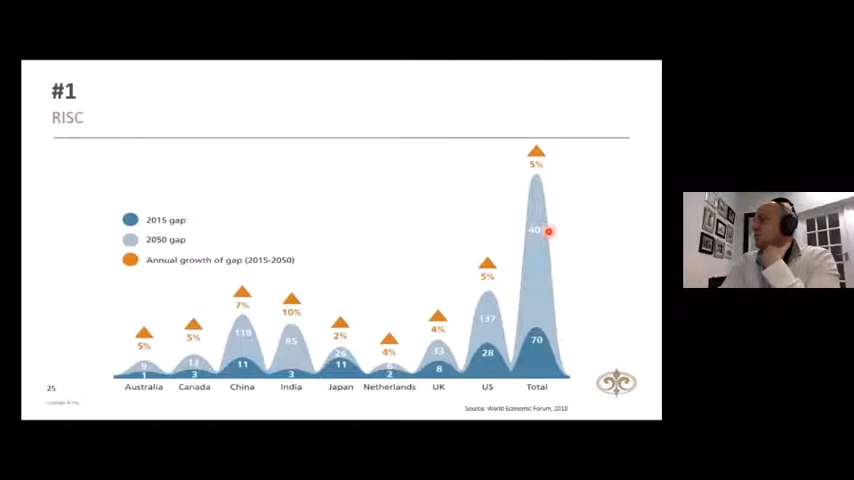 #1
RISC
5%
2015 gap
2050 gap
Annual growth of gap (2015-2050)
40
5%
7%
10%
5%
5%
2%
4%
4%
137
119
85
33
26
9
11
3
11
2
8
28
70
1
3
Australia
Canada
China
India
Japan
Netherlands
UK
US
Total
25
Source: World Economic Forum, 2018